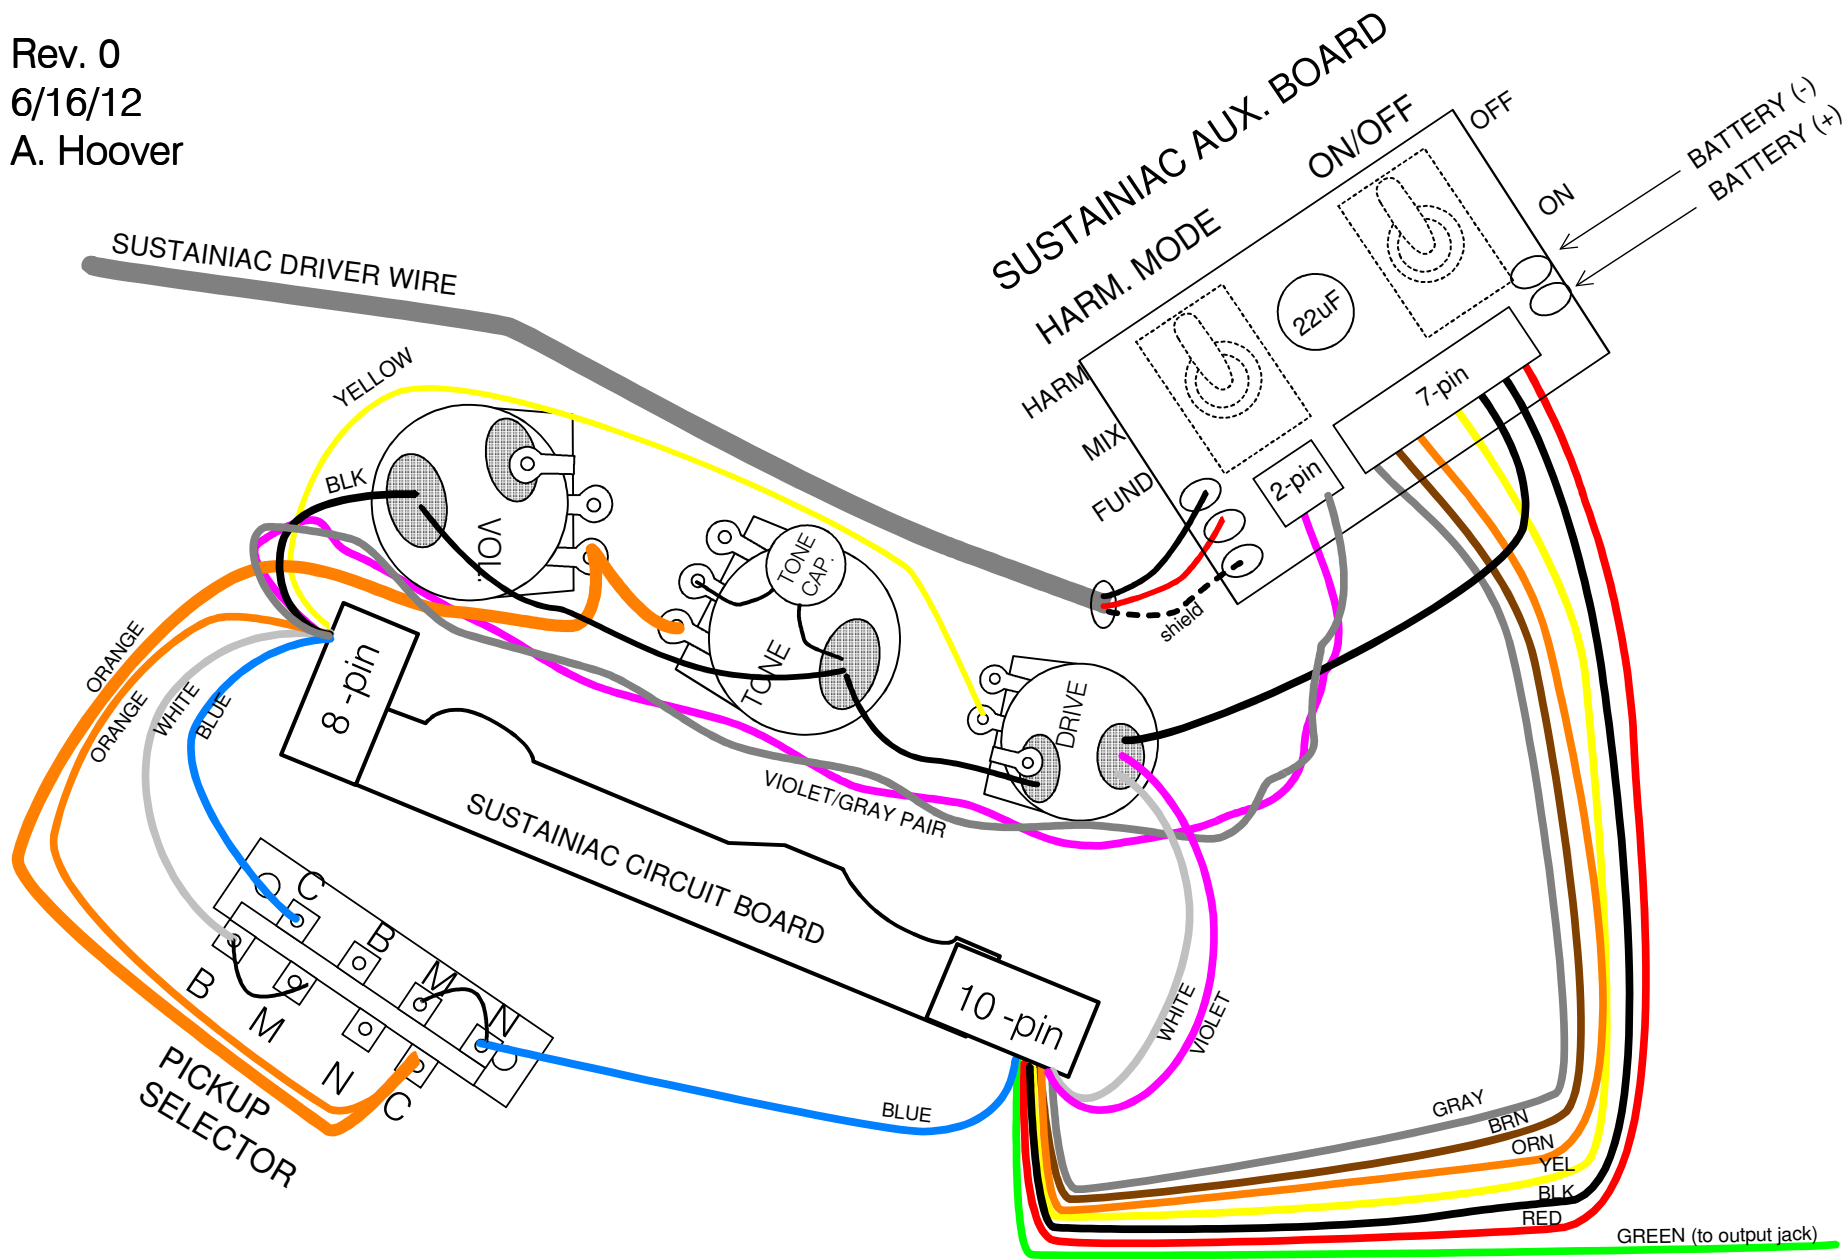 Rev. 0
6/16/12
A. Hoover
SUSTAINIAC AUX. BOARD
HARM. MODE
ON/OFF
OFF
ON
BATTERY (-)
BATTERY (+)
22uF
HARM
MIX
FUND
2-pin
7-pin
shield
SUSTAINIAC DRIVER WIRE
YELLOW
BLK
VOL.
TONE CAP.
TONE
DRIVE
ORANGE
ORANGE
WHITE
BLUE
8 -pin
VIOLET/GRAY PAIR
SUSTAINIAC CIRCUIT BOARD
10 -pin
C
B
M
N
B
M
N
C
PICKUP
SELECTOR
BLUE
WHITE
VIOLET
GRAY
BRN
ORN
YEL
BLK
RED
GREEN (to output jack)